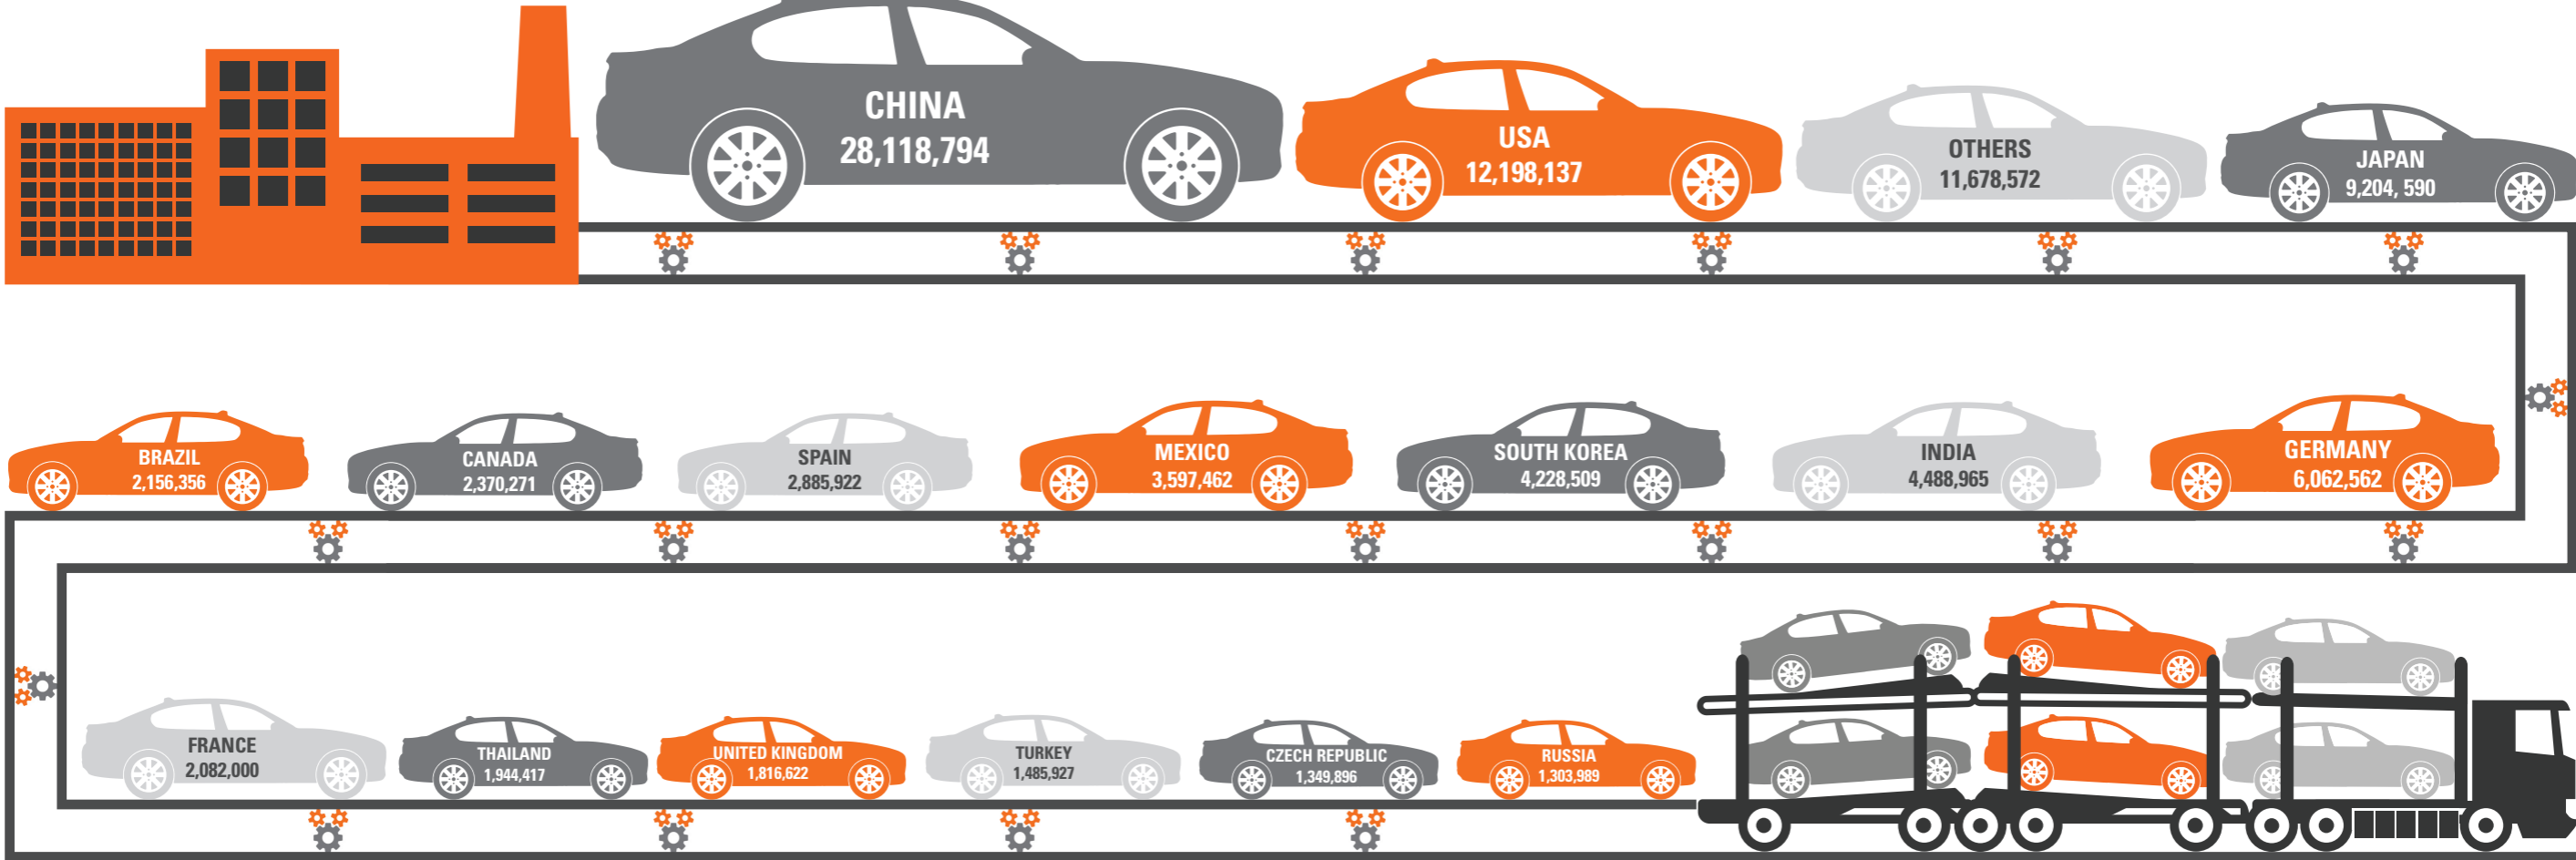 CHINA
28,118,794
USA
12,198,137
OTHERS
11,678,572
JAPAN
9,204, 590
BRAZIL
2,156,356
CANADA
2,370,271
SPAIN
2,885,922
MEXICO
3,597,462
SOUTH KOREA
4,228,509
INDIA
4,488,965
GERMANY
6,062,562
FRANCE
2,082,000
THAILAND
1,944,417
UNITED KINGDOM
1,816,622
TURKEY
1,485,927
CZECH REPUBLIC
1,349,896
RUSSIA
1,303,989